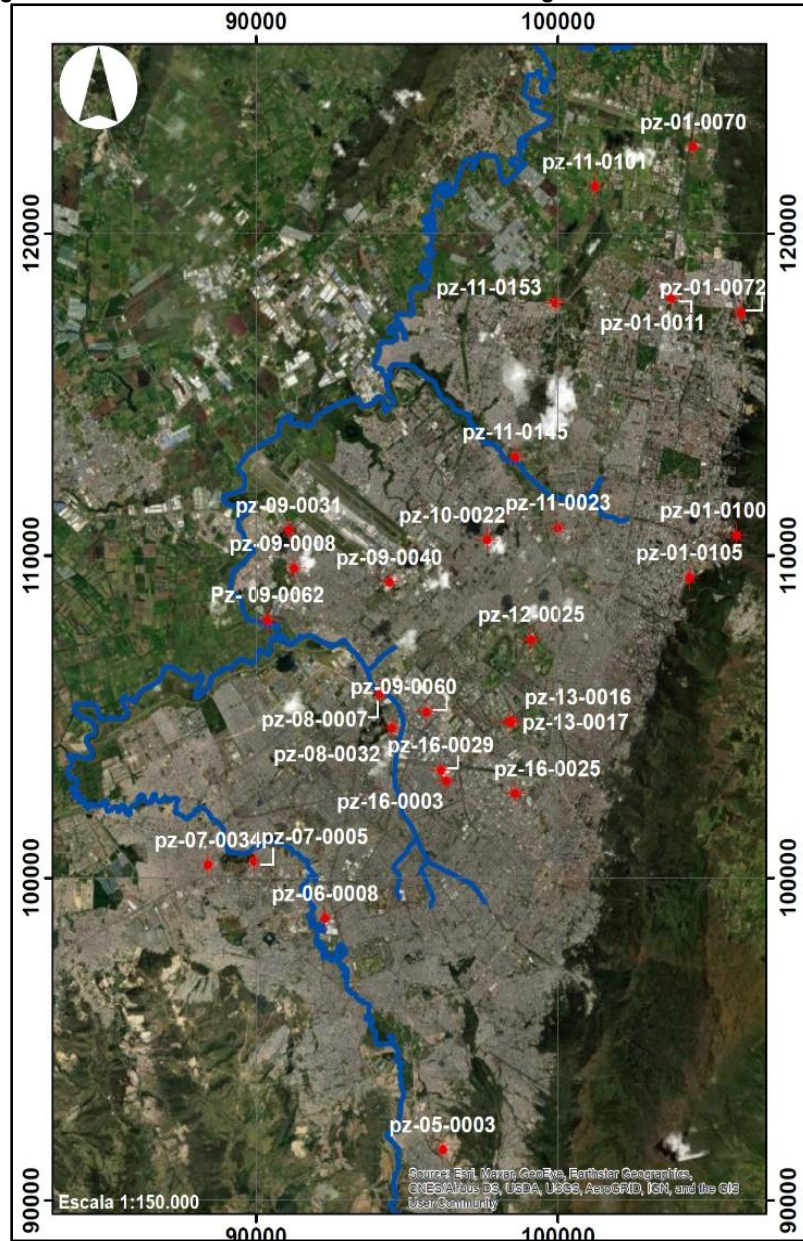 90000
100000
pz-01-0070
pz-11-0101
120000
120000
pz-11-0153
pz-01-0072
pz-01-0011
pz-11-0145
pz-09-0031
pz-10-0022
pz-11-0023
pz-01-0100
pz-09-0008
pz-09-0040
pz-01-0105
110000
110000
Pz- 09-0062
pz-12-0025
pz-09-0060
pz-13-0016
pz-08-0007
pz-13-0017
pz-08-0032
pz-16-0029
pz-16-0025
pz-16-0003
pz-07-0034
pz-07-0005
100000
100000
pz-06-0008
pz-05-0003
Source: Esri, Maxar, GeoEye, Earthstar Geographics,
CNES/Airbus DS, USDA, USGS, AeroGRID, IGN, and the GIS
User Community
Escala 1:150.000
90000
90000
90000
100000